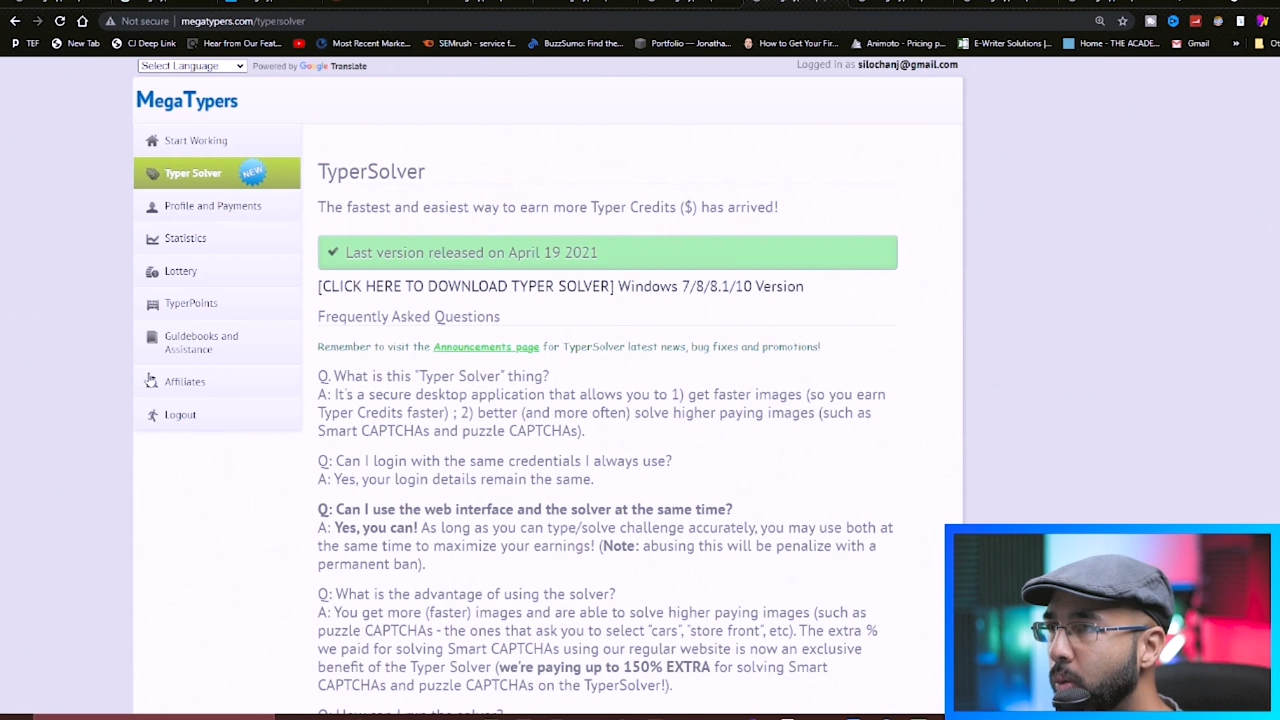 Not secure | megatypers.com/typersolver
TEF New Tab CJ Deep Link Hear from Our Feat... Most Recent Marke... SEMrush - service f... BuzzSumo: Find the... Portfolio — Jonatha... How to Get Your Fir... Animoto - Pricing p... E-Writer Solutions |... Home - THE ACADE... Gmail » Ot
Select Language Powered by Google Translate Logged in as silochanj@gmail.com
MegaTypers
Start Working
Typer Solver NEW
Profile and Payments
Statistics
Lottery
TyperPoints
Guidebooks and
Assistance
Affiliates
Logout
TyperSolver
The fastest and easiest way to earn more Typer Credits ($) has arrived!
Last version released on April 19 2021
[CLICK HERE TO DOWNLOAD TYPER SOLVER] Windows 7/8/8.1/10 Version
Frequently Asked Questions
Remember to visit the Announcements page for TyperSolver latest news, bug fixes and promotions!
Q. What is this "Typer Solver" thing?
A: It's a secure desktop application that allows you to 1) get faster images (so you earn
Typer Credits faster) ; 2) better (and more often) solve higher paying images (such as
Smart CAPTCHAs and puzzle CAPTCHAs).
Q: Can I login with the same credentials I always use?
A: Yes, your login details remain the same.
Q: Can I use the web interface and the solver at the same time?
A: Yes, you can! As long as you can type/solve challenge accurately, you may use both at
the same time to maximize your earnings! (Note: abusing this will be penalize with a
permanent ban).
Q: What is the advantage of using the solver?
A: You get more (faster) images and are able to solve higher paying images (such as
puzzle CAPTCHAs - the ones that ask you to select "cars", "store front", etc). The extra %
we paid for solving Smart CAPTCHAs using our regular website is now an exclusive
benefit of the Typer Solver (we're paying up to 150% EXTRA for solving Smart
CAPTCHAs and puzzle CAPTCHAs on the TyperSolver!).